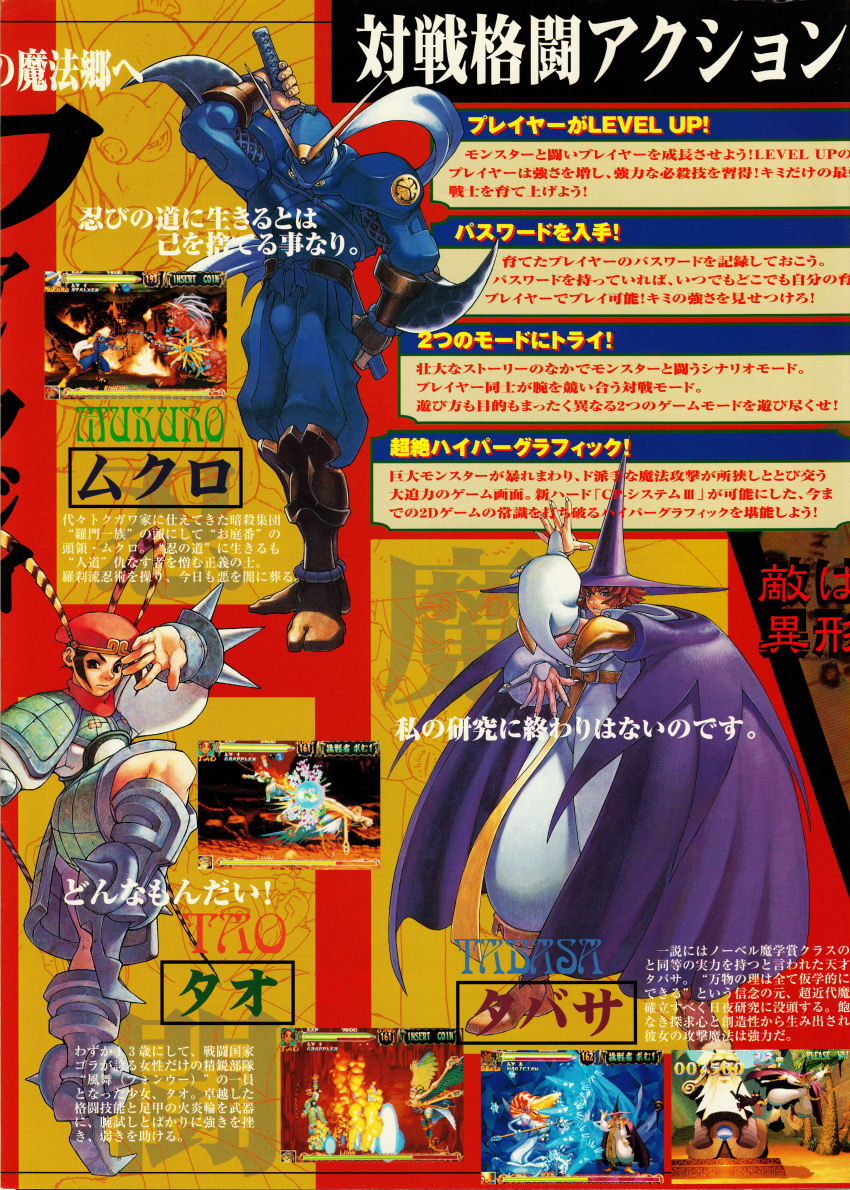 の魔法郷へ
対戦格闘アクション
ファンタジィ
プレイヤーがLEVEL UP!
モンスターと闘いプレイヤーを成長させよう!LEVEL UPの
プレイヤーは強さを増し、強力な必殺技を習得!キミだけの最強
戦士を育て上げよう!
パスワードを入手!
育てたプレイヤーのパスワードを記録しておこう。
パスワードを持っていれば、いつでもどこでも自分の育
プレイヤーでプレイ可能!キミの強さを見せつけろ!
2つのモードにトライ!
壮大なストーリーのなかでモンスターと闘うシナリオモード。
プレイヤー同士が腕を競い合う対戦モード。
遊び方も目的もまったく異なる2つのゲームモードを遊び尽くせ!
超絶ハイパーグラフィック!
巨大モンスターが暴れまわり、ド派手な魔法攻撃が所狭しととび交う
大迫力のゲーム画面。新ハード「CPシステムⅢ」が可能にした、今ま
での2Dゲームの常識を打ち破るハイパーグラフィックを堪能しよう!
忍びの道に生きるとは
己を捨てる事なり。
INSERT COIN
MUKURO
ムクロ
代々トクガワ家に仕えてきた暗殺集団
“羅門一族”の頭にして“お庭番”の
頭領・ムクロ。“忍の道”に生きるも
“人道”仇なす者を憎む正義の士。
羅利流忍術を操り、今日も悪を闇に葬る。
忍
敵は
異形
魔
私の研究に終わりはないのです。
161
挑戦者 求む!
GRAPPLER
どんなもんだい!
TAO
タオ
わずか13歳にして、戦闘国家
ゴラが誇る女性だけの精鋭部隊
“風舞(フォンウー)”の一員
となった少女、タオ。卓越した
格闘技能と足甲の火炎輪を武器
に、腕試しとばかりに強きを挫
き、弱きを助ける。
闘
TABASA
タバサ
一説にはノーベル魔学賞クラスの
と同等の実力を持つと言われた天才
タバサ。“万物の理は全て仮学的に
できる”という信念の元、超近代魔
確立すべく日夜研究に没頭する。飽
なき探求心と創造性から生み出され
彼女の攻撃魔法は強力だ。
TAO
GRAPPLER
INSERT COIN
MAGICIAN
162
挑戦者 求む!
PLEASE